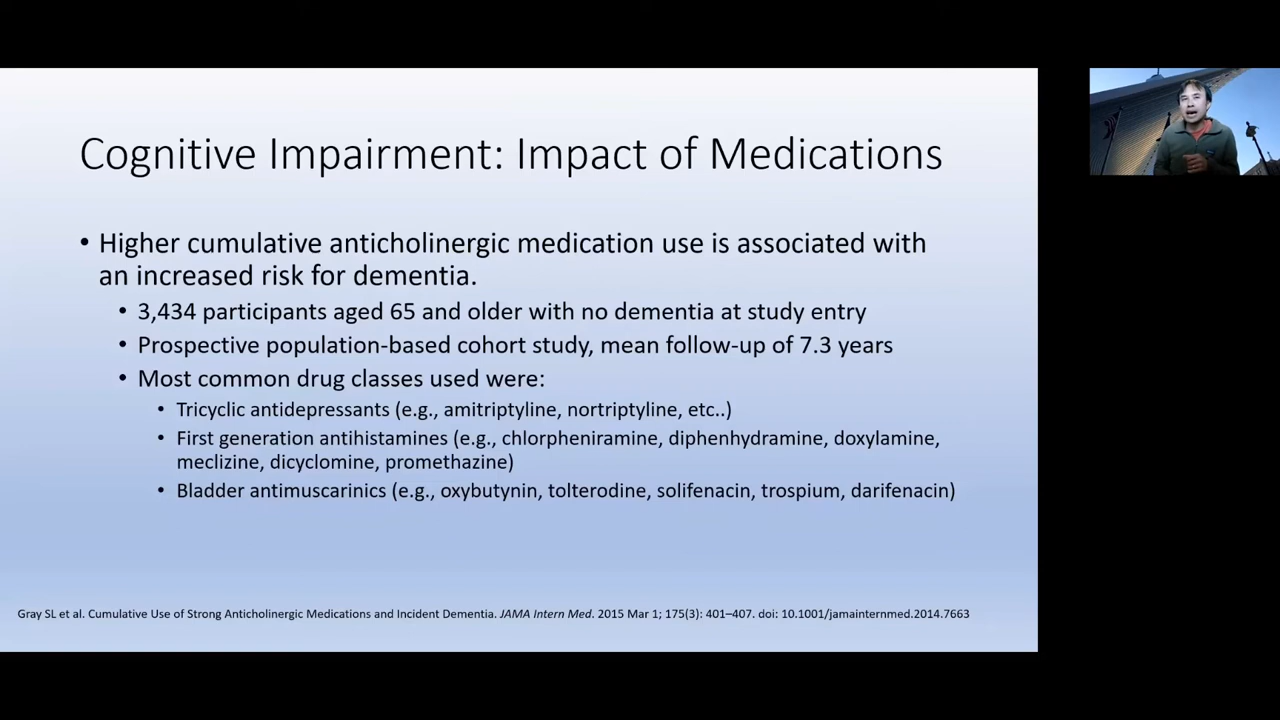 Cognitive Impairment: Impact of Medications
• Higher cumulative anticholinergic medication use is associated with
an increased risk for dementia.
• 3,434 participants aged 65 and older with no dementia at study entry
• Prospective population-based cohort study, mean follow-up of 7.3 years
• Most common drug classes used were:
• Tricyclic antidepressants (e.g., amitriptyline, nortriptyline, etc..)
• First generation antihistamines (e.g., chlorpheniramine, diphenhydramine, doxylamine,
meclizine, dicyclomine, promethazine)
• Bladder antimuscarinics (e.g., oxybutynin, tolterodine, solifenacin, trospium, darifenacin)
Gray SL et al. Cumulative Use of Strong Anticholinergic Medications and Incident Dementia. JAMA Intern Med. 2015 Mar 1; 175(3): 401–407. doi: 10.1001/jamainternmed.2014.7663